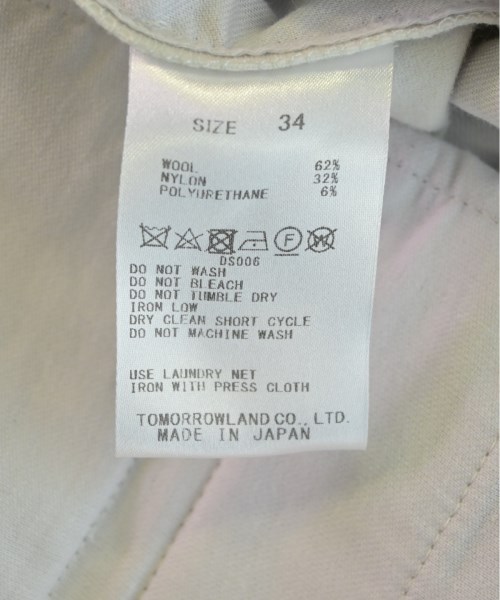 SIZE 34
WOOL 62%
NYLON 32%
POLYURETHANE 6%
F W
DS006
DO NOT WASH
DO NOT BLEACH
DO NOT TUMBLE DRY
IRON LOW
DRY CLEAN SHORT CYCLE
DO NOT MACHINE WASH
USE LAUNDRY NET
IRON WITH PRESS CLOTH
TOMORROWLAND CO., LTD.
MADE IN JAPAN